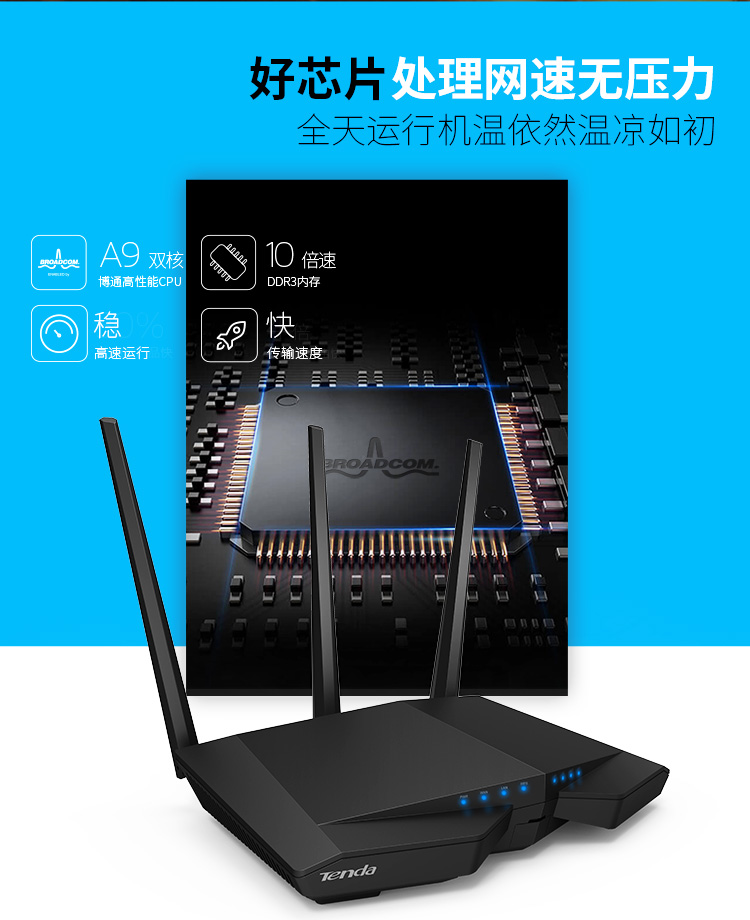 好芯片处理网速无压力
全天运行机温依然温凉如初
BROADCOM.
A9 双核
博通高性能CPU
10 倍速
DDR3内存
稳
高速运行
快
传输速度
BROADCOM.
Tenda